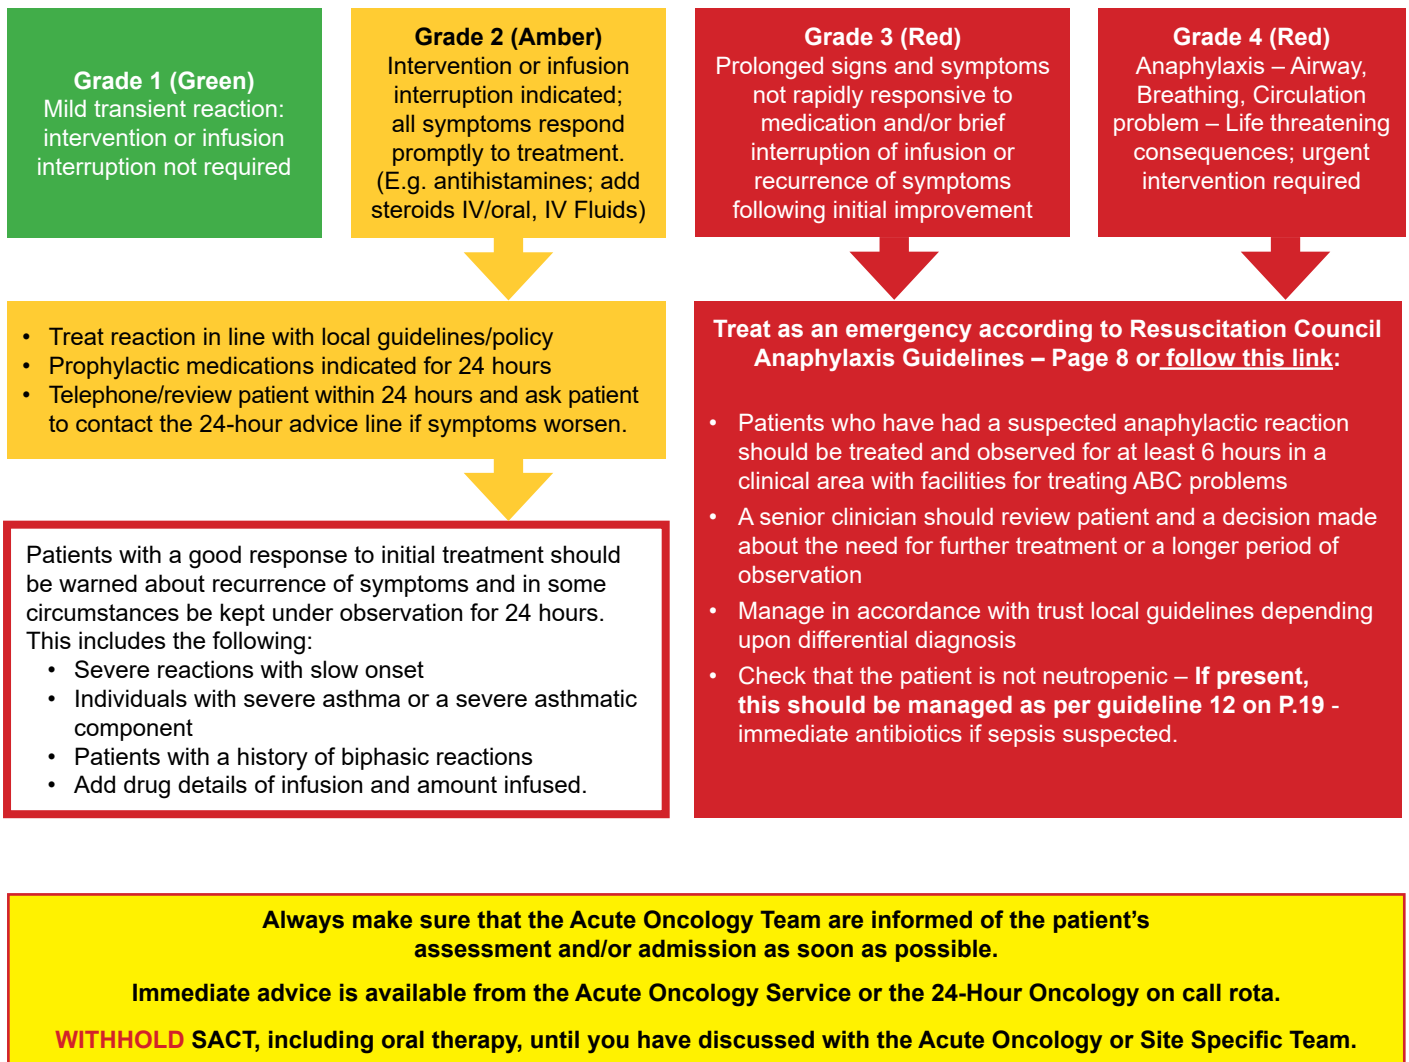 Grade 1 (Green)
Mild transient reaction:
intervention or infusion
interruption not required
Grade 2 (Amber)
Intervention or infusion
interruption indicated;
all symptoms respond
promptly to treatment.
(E.g. antihistamines; add
steroids IV/oral, IV Fluids)
Grade 3 (Red)
Prolonged signs and symptoms
not rapidly responsive to
medication and/or brief
interruption of infusion or
recurrence of symptoms
following initial improvement
Grade 4 (Red)
Anaphylaxis – Airway,
Breathing, Circulation
problem – Life threatening
consequences; urgent
intervention required
• Treat reaction in line with local guidelines/policy
• Prophylactic medications indicated for 24 hours
• Telephone/review patient within 24 hours and ask patient
to contact the 24-hour advice line if symptoms worsen.
Patients with a good response to initial treatment should
be warned about recurrence of symptoms and in some
circumstances be kept under observation for 24 hours.
This includes the following:
• Severe reactions with slow onset
• Individuals with severe asthma or a severe asthmatic
component
• Patients with a history of biphasic reactions
• Add drug details of infusion and amount infused.
Treat as an emergency according to Resuscitation Council
Anaphylaxis Guidelines – Page 8 or follow this link:
• Patients who have had a suspected anaphylactic reaction
should be treated and observed for at least 6 hours in a
clinical area with facilities for treating ABC problems
• A senior clinician should review patient and a decision made
about the need for further treatment or a longer period of
observation
• Manage in accordance with trust local guidelines depending
upon differential diagnosis
• Check that the patient is not neutropenic – If present,
this should be managed as per guideline 12 on P.19 -
immediate antibiotics if sepsis suspected.
Always make sure that the Acute Oncology Team are informed of the patient’s
assessment and/or admission as soon as possible.
Immediate advice is available from the Acute Oncology Service or the 24-Hour Oncology on call rota.
WITHHOLD SACT, including oral therapy, until you have discussed with the Acute Oncology or Site Specific Team.